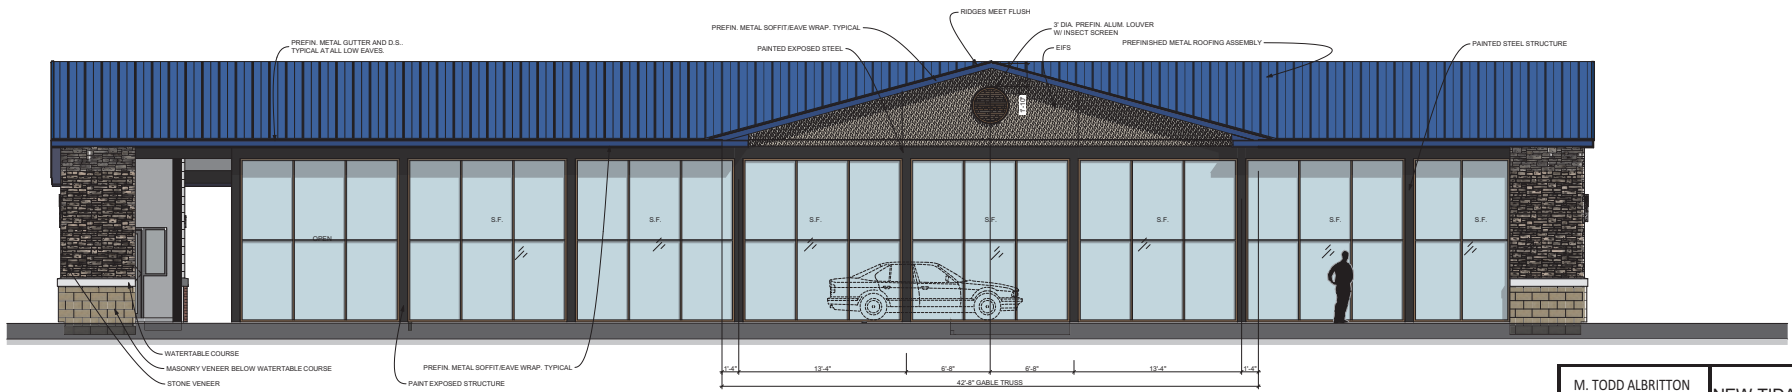 RIDGES MEET FLUSH
PREFIN. METAL SOFFIT/EAVE WRAP. TYPICAL
3' DIA. PREFIN. ALUM. LOUVER
W/ INSECT SCREEN
PREFIN. METAL GUTTER AND D.S..
TYPICAL AT ALL LOW EAVES.
PAINTED EXPOSED STEEL
EIFS
PREFINISHED METAL ROOFING ASSEMBLY
PAINTED STEEL STRUCTURE
S.F.
S.F.
S.F.
S.F.
S.F.
S.F.
S.F.
OPEN
WATERTABLE COURSE
MASONRY VENEER BELOW WATERTABLE COURSE
STONE VENEER
PREFIN. METAL SOFFIT/EAVE WRAP. TYPICAL
PAINT EXPOSED STRUCTURE
1'-4"
13'-4"
6'-8"
6'-8"
13'-4"
1'-4"
42'-8" GABLE TRUSS
M. TODD ALBRITTON